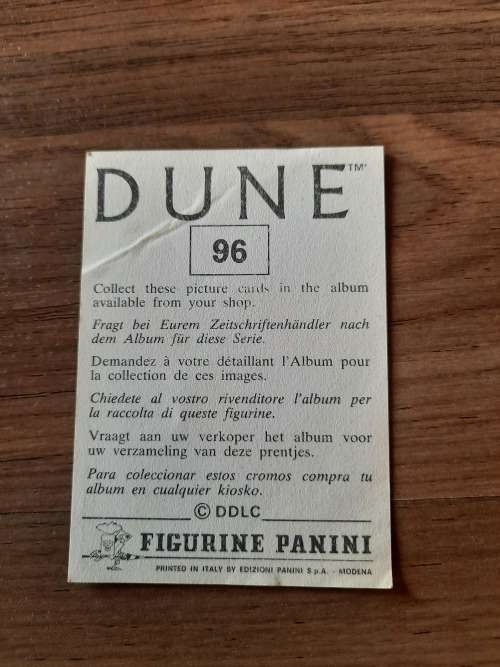 DUNE™
96
Collect these picture cards in the album
available from your shop.
Fragt bei Eurem Zeitschriftenhändler nach
dem Album für diese Serie.
Demandez à votre détaillant l'Album pour
la collection de ces images.
Chiedete al vostro rivenditore l'album per
la raccolta di queste figurine.
Vraagt aan uw verkoper het album voor
uw verzameling van deze prentjes.
Para coleccionar estos cromos compra tu
album en cualquier kiosko.
© DDLC
FIGURINE PANINI
PRINTED IN ITALY BY EDIZIONI PANINI S.p.A. - MODENA